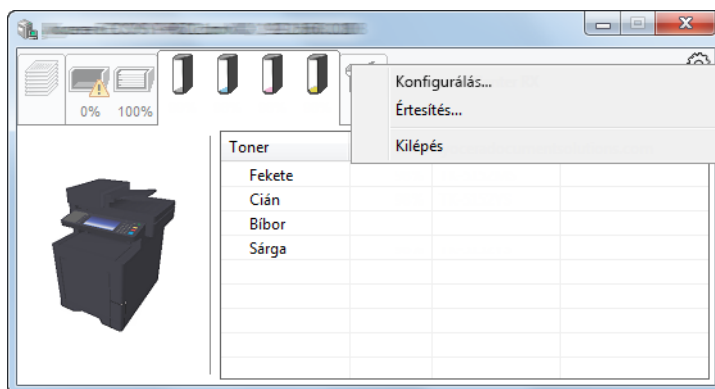 0% 100%
Konfigurálás...
Értesítés...
Kilépés
Toner
Fekete
Cián
Bíbor
Sárga